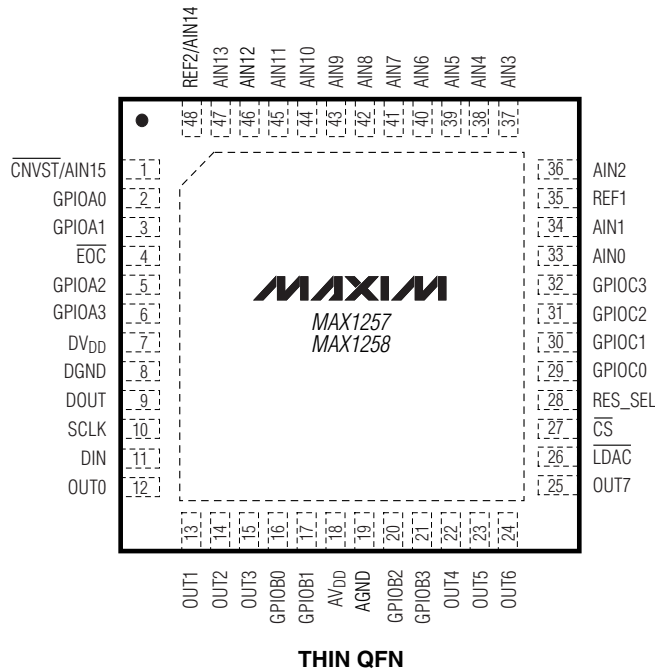 REF2/AIN14
AIN13
AIN12
AIN11
AIN10
AIN9
AIN8
AIN7
AIN6
AIN5
AIN4
AIN3
48
47
46
45
44
43
42
41
40
39
38
37
CNVST/AIN15 1
GPIOA0 2
GPIOA1 3
EOC 4
GPIOA2 5
GPIOA3 6
DVDD 7
DGND 8
DOUT 9
SCLK 10
DIN 11
OUT0 12
MAXIM
MAX1257
MAX1258
36 AIN2
35 REF1
34 AIN1
33 AIN0
32 GPIOC3
31 GPIOC2
30 GPIOC1
29 GPIOC0
28 RES_SEL
27 CS
26 LDAC
25 OUT7
13
14
15
16
17
18
19
20
21
22
23
24
OUT1
OUT2
OUT3
GPIOB0
GPIOB1
AVDD
AGND
GPIOB2
GPIOB3
OUT4
OUT5
OUT6
THIN QFN